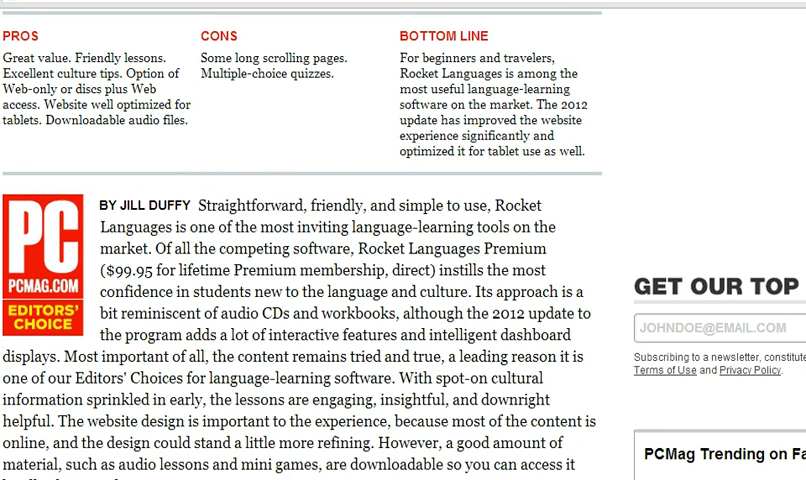 PROS
Great value. Friendly lessons.
Excellent culture tips. Option of
Web-only or discs plus Web
access. Website well optimized for
tablets. Downloadable audio files.
CONS
Some long scrolling pages.
Multiple-choice quizzes.
BOTTOM LINE
For beginners and travelers,
Rocket Languages is among the
most useful language-learning
software on the market. The 2012
update has improved the website
experience significantly and
optimized it for tablet use as well.
PC
PCMAG.COM
EDITORS'
CHOICE
BY JILL DUFFY Straightforward, friendly, and simple to use, Rocket
Languages is one of the most inviting language-learning tools on the
market. Of all the competing software, Rocket Languages Premium
($99.95 for lifetime Premium membership, direct) instills the most
confidence in students new to the language and culture. Its approach is a
bit reminiscent of audio CDs and workbooks, although the 2012 update to
the program adds a lot of interactive features and intelligent dashboard
displays. Most important of all, the content remains tried and true, a leading reason it is
one of our Editors' Choices for language-learning software. With spot-on cultural
information sprinkled in early, the lessons are engaging, insightful, and downright
helpful. The website design is important to the experience, because most of the content is
online, and the design could stand a little more refining. However, a good amount of
material, such as audio lessons and mini games, are downloadable so you can access it
GET OUR TOP
JOHNDOE@EMAIL.COM
Subscribing to a newsletter, constitute
Terms of Use and Privacy Policy.
PCMag Trending on Fa